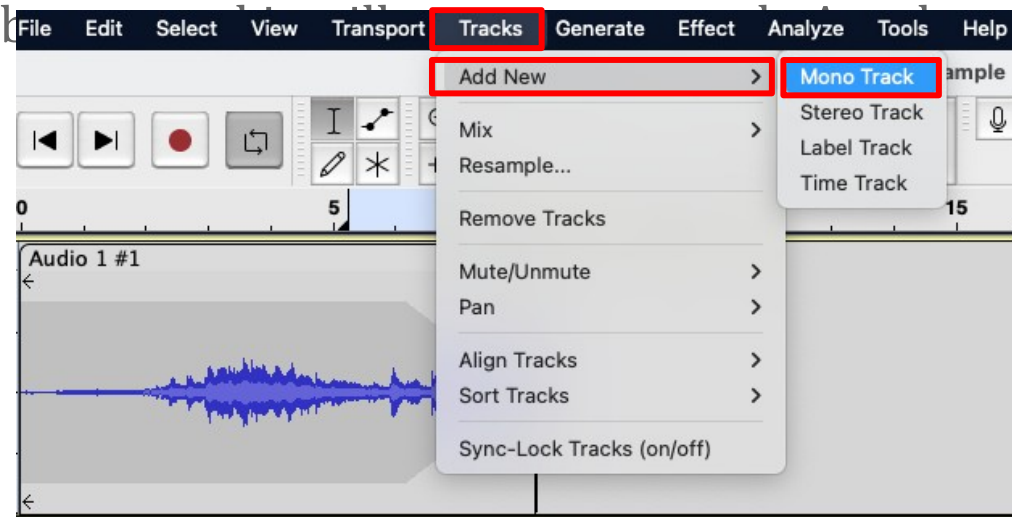 File Edit Select View Transport Tracks Generate Effect Analyze Tools Help
Add New
Mono Track
Stereo Track
Label Track
Time Track
Mix
Resample...
0 5 15
Remove Tracks
Audio 1 #1
Mute/Unmute
Pan
Align Tracks
Sort Tracks
Sync-Lock Tracks (on/off)